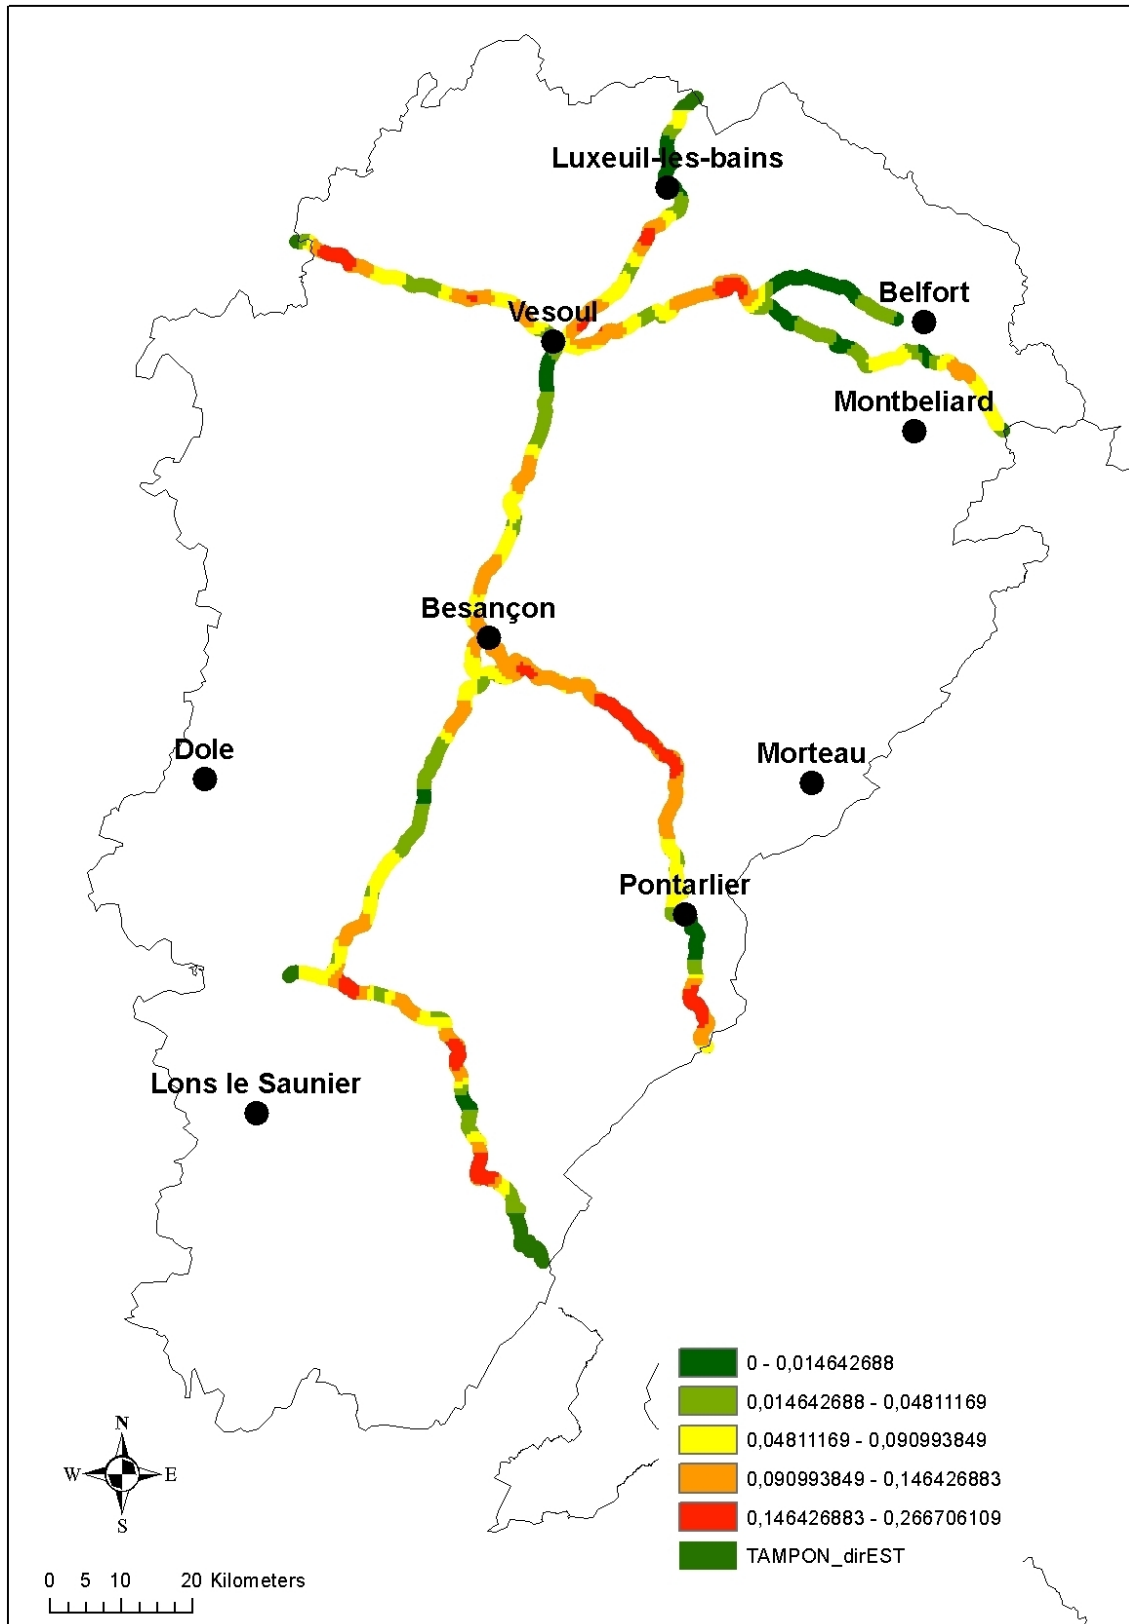 Luxeuil-les-bains
Belfort
Vesoul
Montbeliard
Besançon
Dole
Morteau
Pontarlier
Lons le Saunier
0 - 0,014642688
0,014642688 - 0,04811169
0,04811169 - 0,090993849
0,090993849 - 0,146426883
0,146426883 - 0,266706109
TAMPON_dirEST
N
W E
S
0 5 10 20 Kilometers